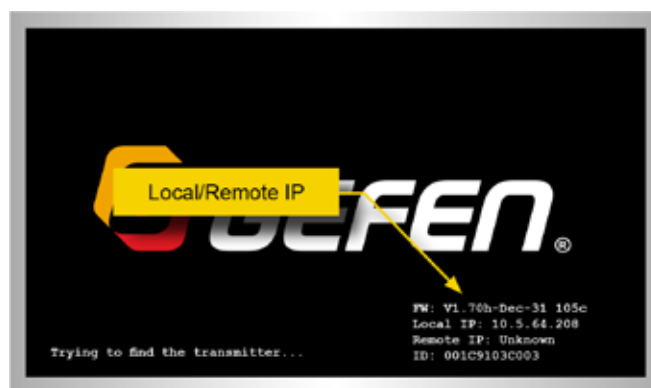 Local/Remote IP
GEFEN®
FW: V1.70h-Dec-31 105c
Local IP: 10.5.64.208
Remote IP: Unknown
Trying to find the transmitter...
ID: 001C9103C003